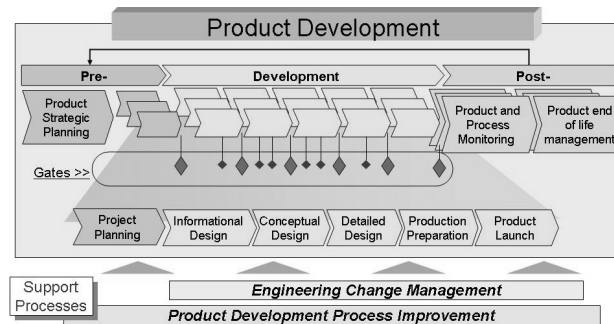 Product Development
Pre-
Development
Post-
Product
Strategic
Planning
Product and
Process
Monitoring
Product end
of life
management
Gates >>
Project
Planning
Informational
Design
Conceptual
Design
Detailed
Design
Production
Preparation
Product
Launch
Support
Processes
Engineering Change Management
Product Development Process Improvement